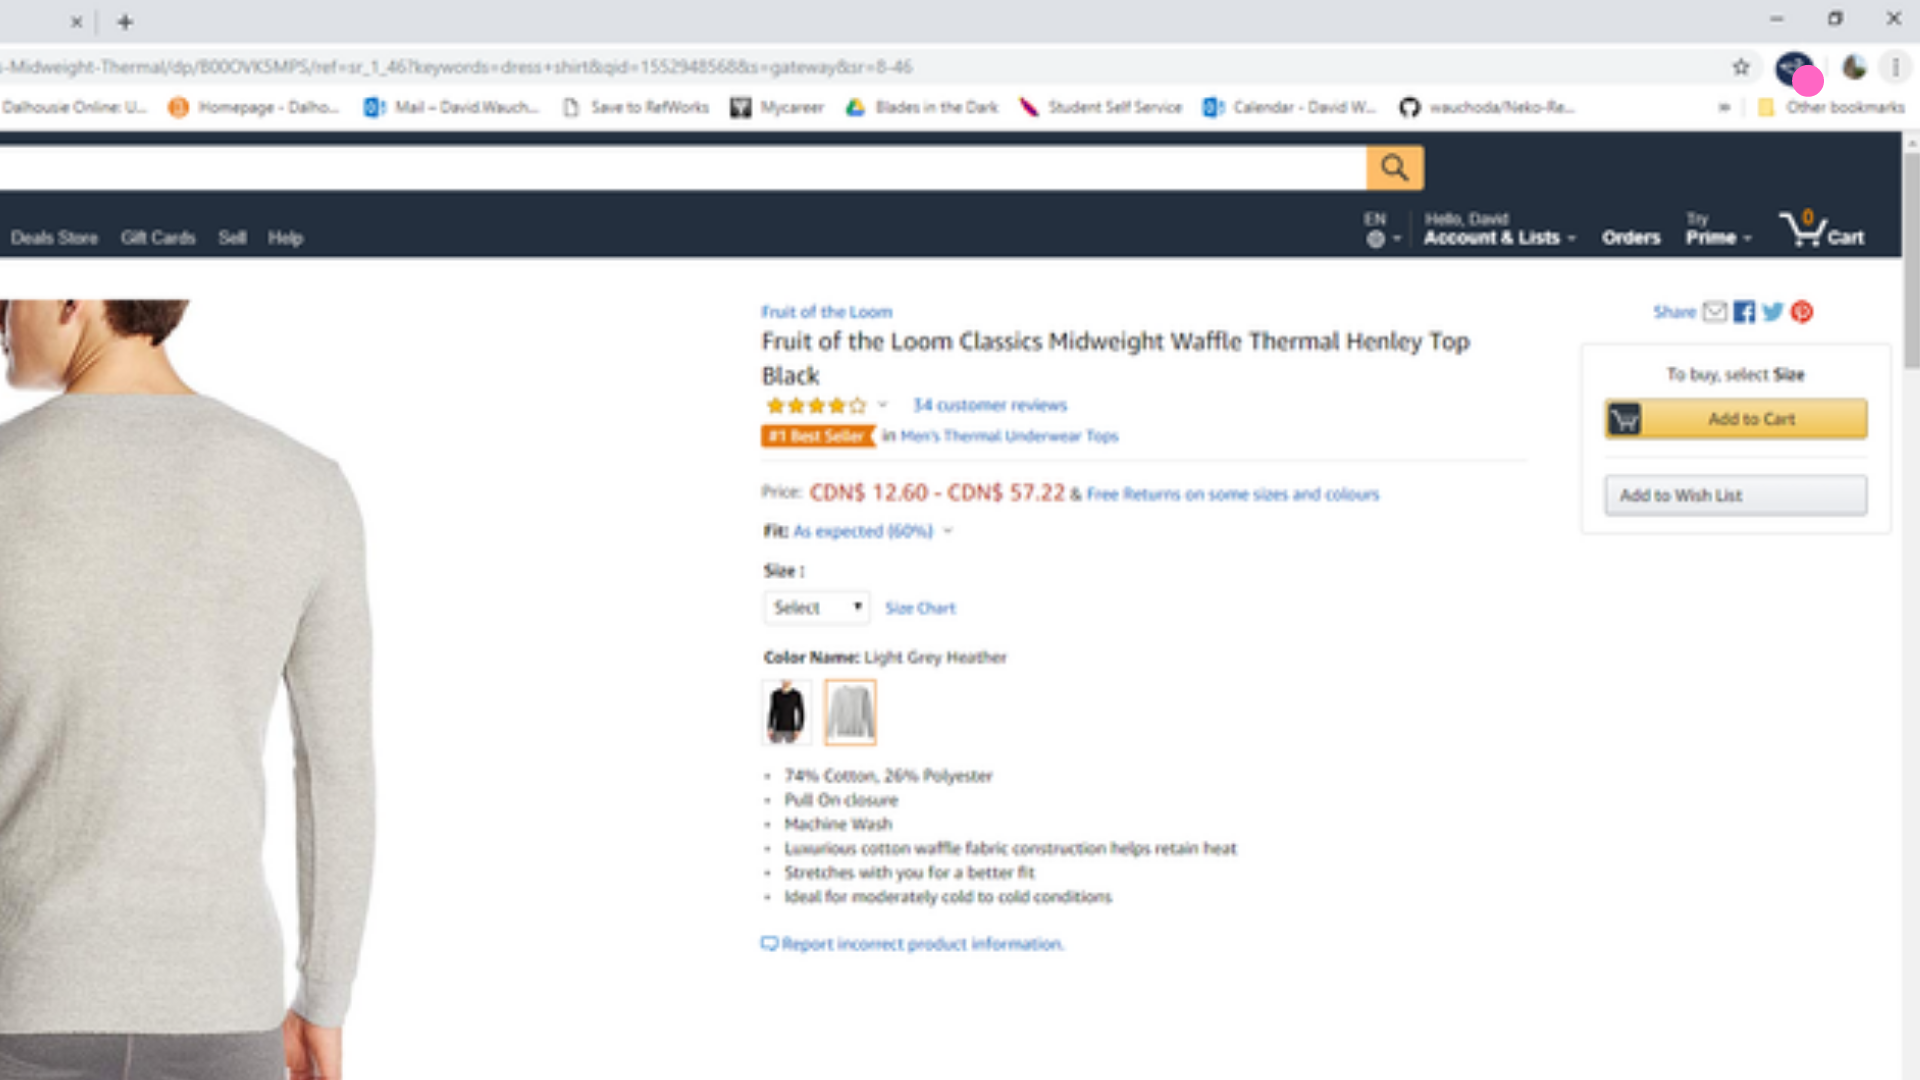 -Midweight-Thermal/dp/B00OVK5MPS/ref=sr_1_46?keywords=dress+shirt&qid=1552948568&s=gateway&sr=8-46
Dalhousie Online: U...
Homepage - Dalho...
Mail – David.Wauch...
Save to RefWorks
Mycareer
Blades in the Dark
Student Self Service
Calendar - David W...
wauchoda/Neko-Re...
Other bookmarks
Deals Store Gift Cards Sell Help
EN
Hello, David
Account & Lists
Orders
Try
Prime
0
Cart
Fruit of the Loom
Fruit of the Loom Classics Midweight Waffle Thermal Henley Top
Black
34 customer reviews
#1 Best Seller in Men's Thermal Underwear Tops
Price: CDN$ 12.60 - CDN$ 57.22 & Free Returns on some sizes and colours
Fit: As expected (60%)
Size :
Select
Size Chart
Color Name: Light Grey Heather
• 74% Cotton, 26% Polyester
• Pull On closure
• Machine Wash
• Luxurious cotton waffle fabric construction helps retain heat
• Stretches with you for a better fit
• Ideal for moderately cold to cold conditions
Report incorrect product information.
Share
To buy, select Size
Add to Cart
Add to Wish List